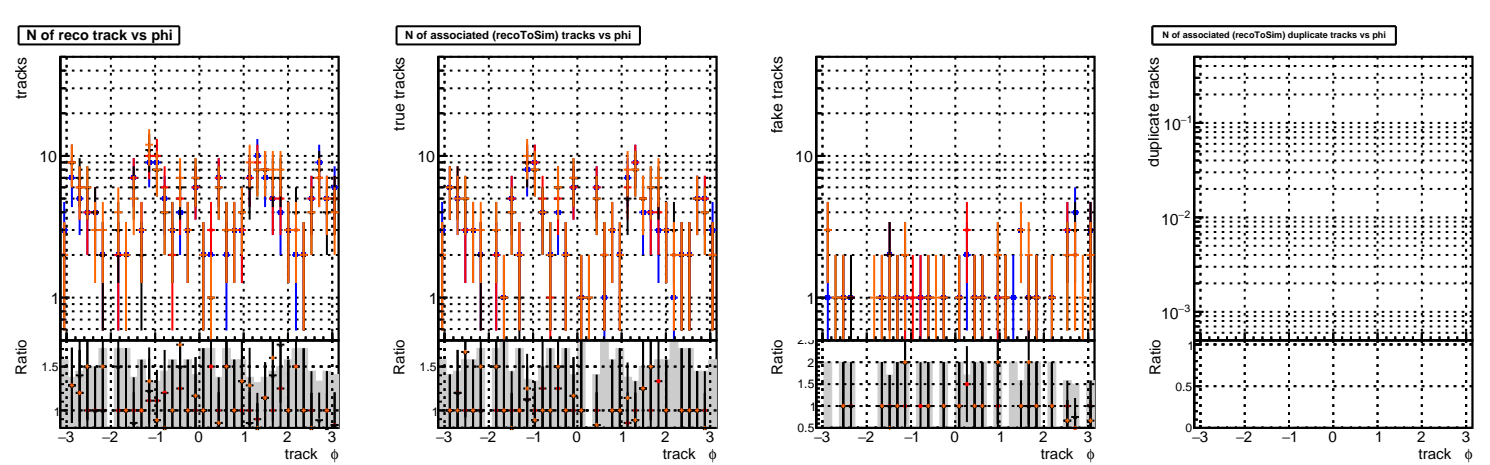 N of reco track vs phi
tracks
10
1
Ratio
1.5
1
−3 −2 −1 0 1 2 3
track ϕ
N of associated (recoToSim) tracks vs phi
true tracks
10
1
Ratio
1.5
1
−3 −2 −1 0 1 2 3
track ϕ
fake tracks
10
1
Ratio
2.5
2
1.5
1
0.5
−3 −2 −1 0 1 2 3
track ϕ
N of associated (recoToSim) duplicate tracks vs phi
duplicate tracks
10⁻¹
10⁻²
10⁻³
Ratio
1
0.5
0
−3 −2 −1 0 1 2 3
track ϕ